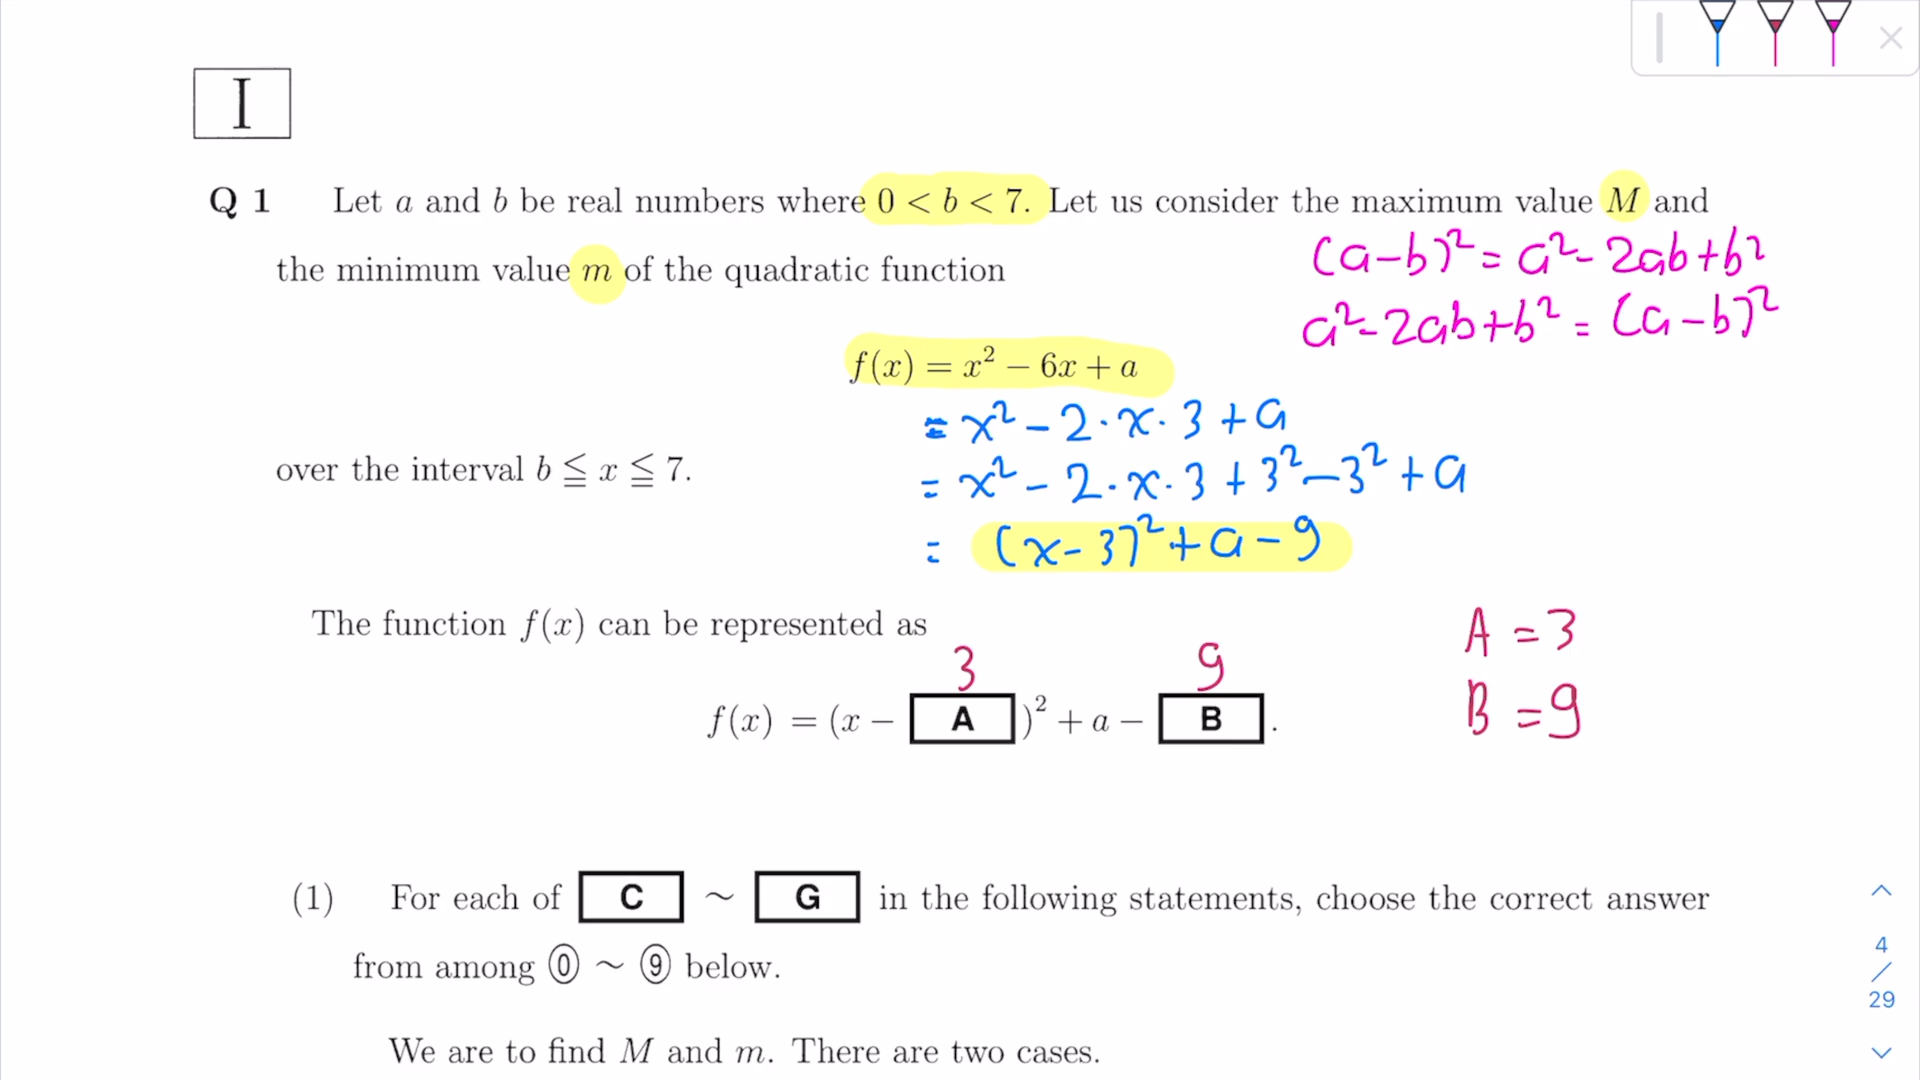 I
Q 1 Let a and b be real numbers where 0 < b < 7. Let us consider the maximum value M and
(a-b)² = a² - 2ab + b²
the minimum value m of the quadratic function
a² - 2ab + b² = (a-b)²
f(x) = x² − 6x + a
= x² - 2·x·3 + a
over the interval b ≦ x ≦ 7.
= x² - 2·x·3 + 3² - 3² + a
= (x-3)² + a - 9
The function f(x) can be represented as
A = 3
3 9
f(x) = (x − A)² + a − B.
B = 9
(1) For each of C ~ G in the following statements, choose the correct answer
from among ⓪ ~ ⑨ below.
We are to find M and m. There are two cases.
4
/
29